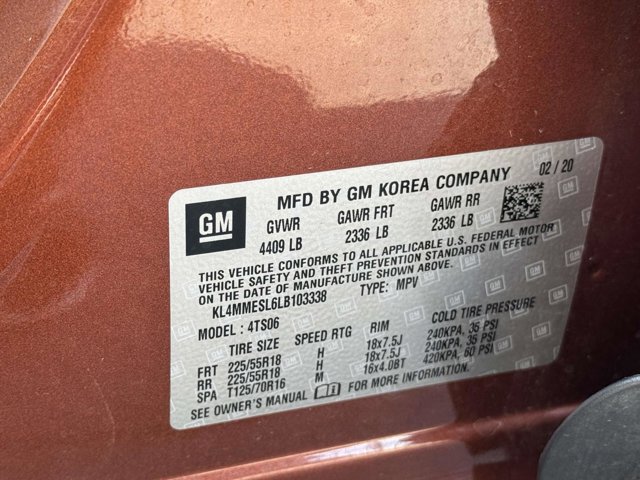 GM
MFD BY GM KOREA COMPANY 02 / 20
GVWR GAWR FRT GAWR RR
4409 LB 2336 LB 2336 LB
THIS VEHICLE CONFORMS TO ALL APPLICABLE U.S. FEDERAL MOTOR
VEHICLE SAFETY AND THEFT PREVENTION STANDARDS IN EFFECT
ON THE DATE OF MANUFACTURE SHOWN ABOVE.
KL4MMESL6LB103338 TYPE: MPV
MODEL: 4TS06
TIRE SIZE SPEED RTG RIM COLD TIRE PRESSURE
FRT 225/55R18 H 18x7.5J 240KPA, 35 PSI
RR 225/55R18 H 18x7.5J 240KPA, 35 PSI
SPA T125/70R16 M 16x4.0BT 420KPA, 60 PSI
SEE OWNER'S MANUAL FOR MORE INFORMATION.